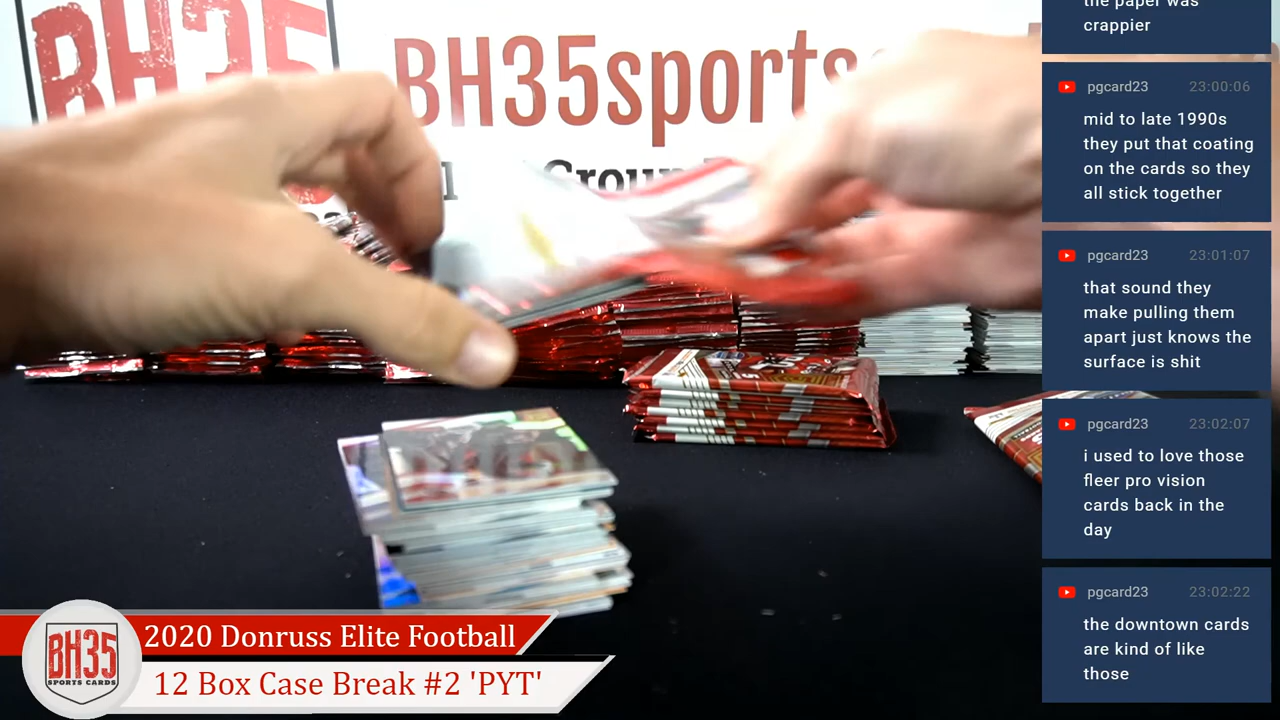 BH35
BH35sports
the paper was
crappier
pgcard23 23:00:06
mid to late 1990s
they put that coating
on the cards so they
all stick together
pgcard23 23:01:07
that sound they
make pulling them
apart just knows the
surface is shit
pgcard23 23:02:07
i used to love those
fleer pro vision
cards back in the
day
pgcard23 23:02:22
the downtown cards
are kind of like
those
BH35
SPORTS CARDS
2020 Donruss Elite Football
12 Box Case Break #2 'PYT'